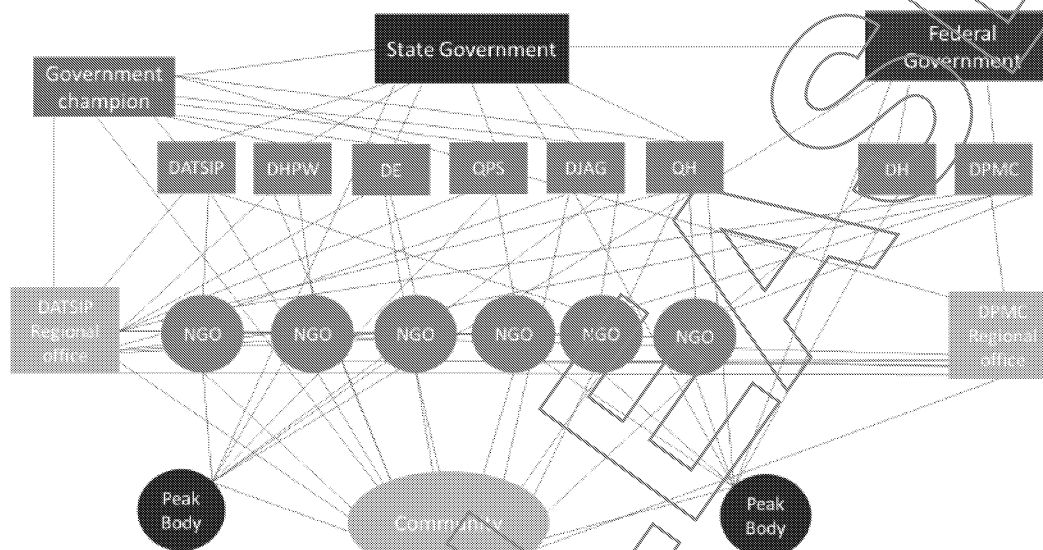 State Government
Federal
Government
Government
champion
DATSIP
DHPW
DE
QPS
DJAG
QH
DH
DPMC
DATSIP
Regional
office
NGO
NGO
NGO
NGO
NGO
NGO
DPMC
Regional
office
Peak
Body
Community
Peak
Body